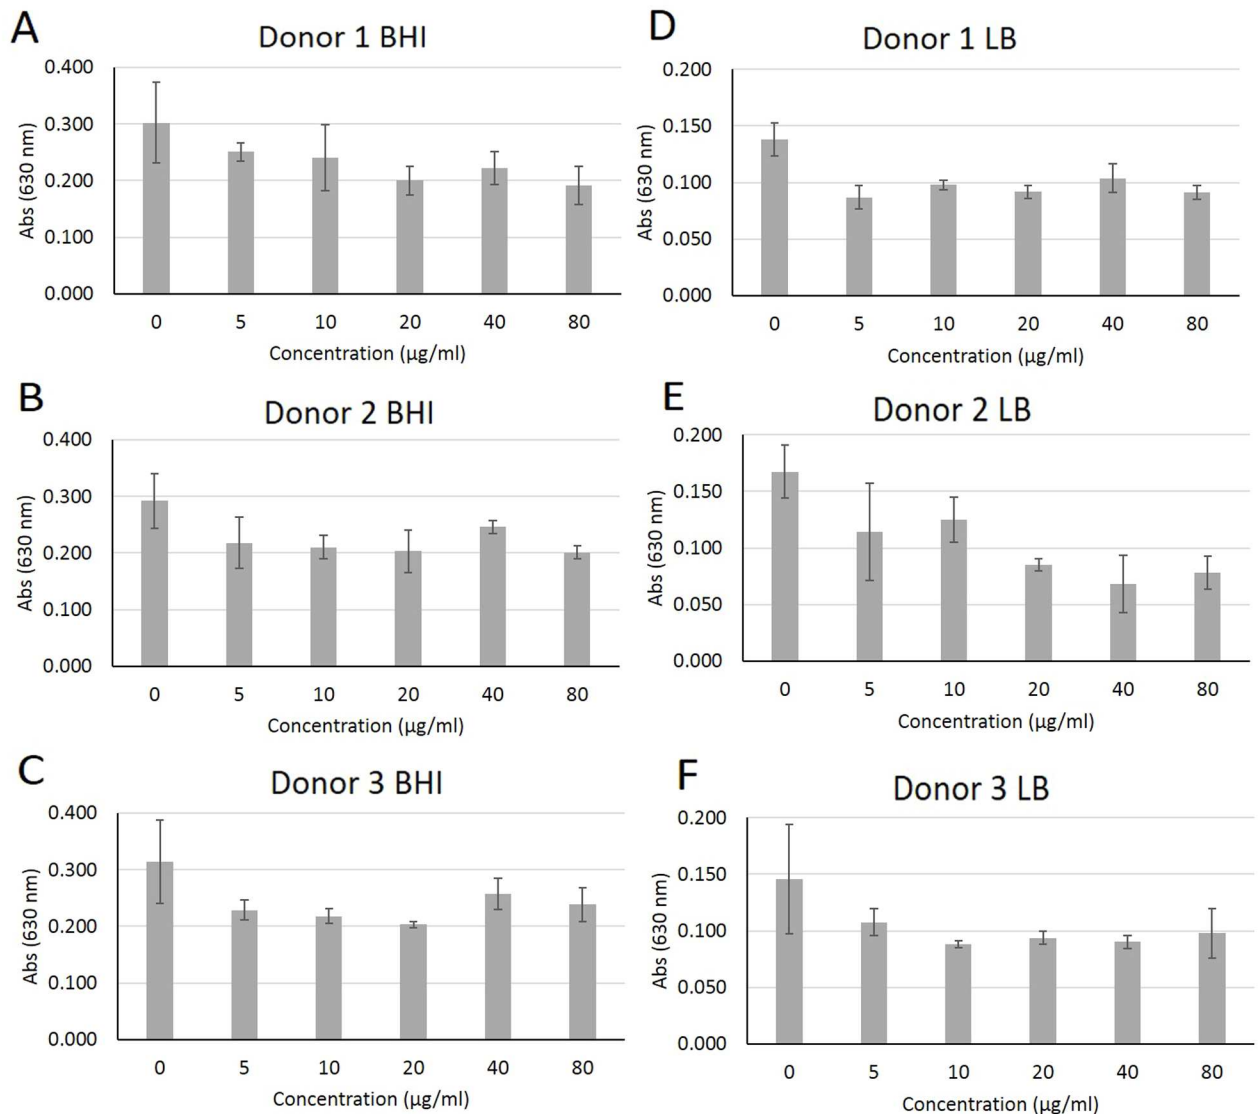 A
Donor 1 BHI
Abs (630 nm)
0.400
0.300
0.200
0.100
0.000
0 5 10 20 40 80
Concentration (µg/ml)
D
Donor 1 LB
Abs (630 nm)
0.200
0.150
0.100
0.050
0.000
0 5 10 20 40 80
Concentration (µg/ml)
B
Donor 2 BHI
Abs (630 nm)
0.400
0.300
0.200
0.100
0.000
0 5 10 20 40 80
Concentration (µg/ml)
E
Donor 2 LB
Abs (630 nm)
0.200
0.150
0.100
0.050
0.000
0 5 10 20 40 80
Concentration (µg/ml)
C
Donor 3 BHI
Abs (630 nm)
0.400
0.300
0.200
0.100
0.000
0 5 10 20 40 80
Concentration (µg/ml)
F
Donor 3 LB
Abs (630 nm)
0.200
0.150
0.100
0.050
0.000
0 5 10 20 40 80
Concentration (µg/ml)